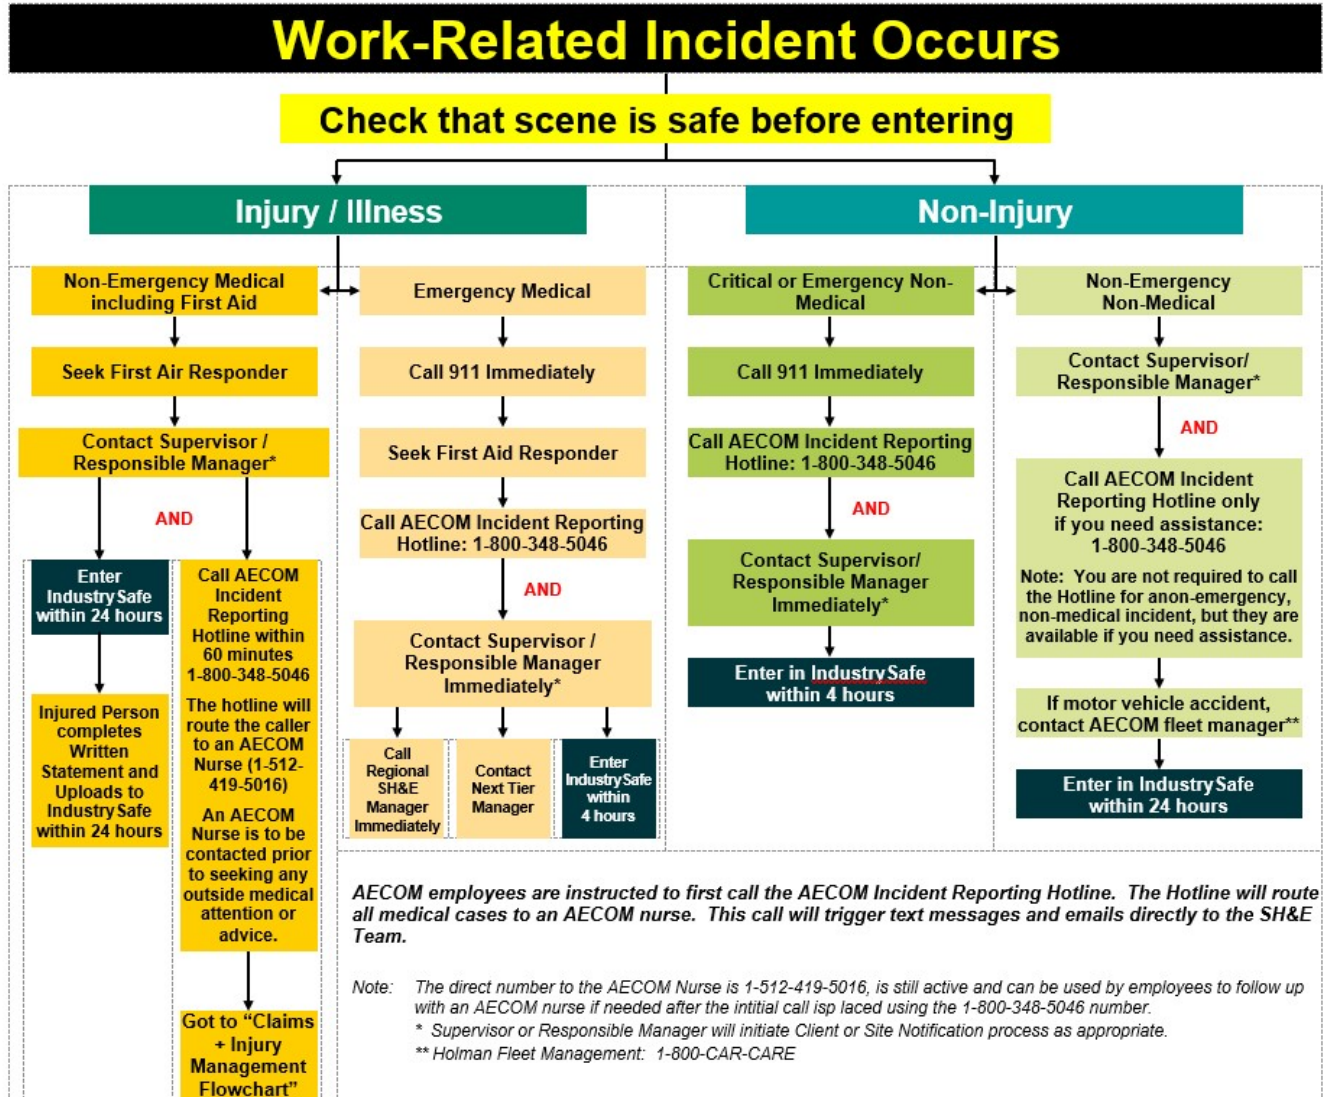 Work-Related Incident Occurs
Check that scene is safe before entering
Injury / Illness
Non-Injury
Non-Emergency Medical
including First Aid
Seek First Air Responder
Contact Supervisor /
Responsible Manager*
AND
Enter
IndustrySafe
within 24 hours
Injured Person
completes
Written
Statement and
Uploads to
IndustrySafe
within 24 hours
Call AECOM
Incident
Reporting
Hotline within
60 minutes
1-800-348-5046
The hotline will
route the caller
to an AECOM
Nurse (1-512-
419-5016)
An AECOM
Nurse is to be
contacted prior
to seeking any
outside medical
attention or
advice.
Got to “Claims
+ Injury
Management
Flowchart”
Emergency Medical
Call 911 Immediately
Seek First Aid Responder
Call AECOM Incident Reporting
Hotline: 1-800-348-5046
AND
Contact Supervisor /
Responsible Manager
Immediately*
Call
Regional
SH&E
Manager
Immediately
Contact
Next Tier
Manager
Enter
IndustrySafe
within
4 hours
Critical or Emergency Non-
Medical
Call 911 Immediately
Call AECOM Incident Reporting
Hotline: 1-800-348-5046
AND
Contact Supervisor/
Responsible Manager
Immediately*
Enter in IndustrySafe
within 4 hours
Non-Emergency
Non-Medical
Contact Supervisor/
Responsible Manager*
AND
Call AECOM Incident
Reporting Hotline only
if you need assistance:
1-800-348-5046
Note: You are not required to call
the Hotline for anon-emergency,
non-medical incident, but they are
available if you need assistance.
If motor vehicle accident,
contact AECOM fleet manager**
Enter in IndustrySafe
within 24 hours
AECOM employees are instructed to first call the AECOM Incident Reporting Hotline. The Hotline will route
all medical cases to an AECOM nurse. This call will trigger text messages and emails directly to the SH&E
Team.
Note: The direct number to the AECOM Nurse is 1-512-419-5016, is still active and can be used by employees to follow up
with an AECOM nurse if needed after the intitial call isp laced using the 1-800-348-5046 number.
* Supervisor or Responsible Manager will initiate Client or Site Notification process as appropriate.
** Holman Fleet Management: 1-800-CAR-CARE